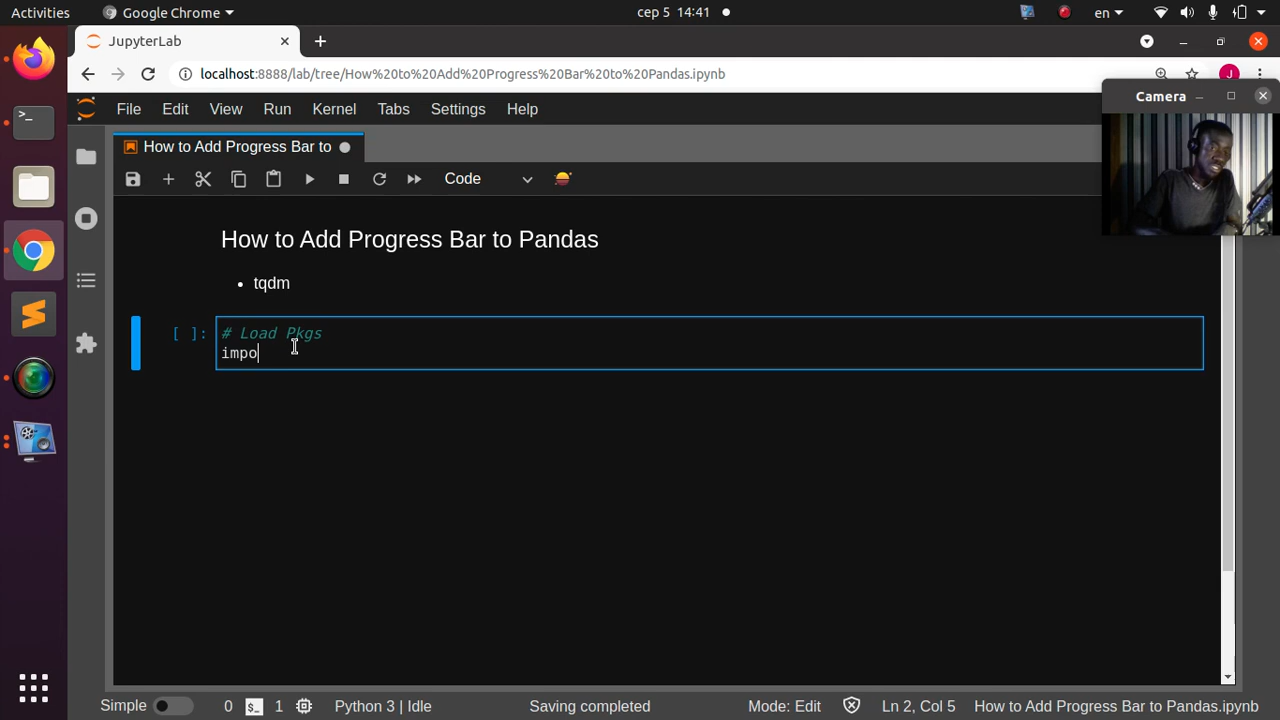 Activities Google Chrome сер 5 14:41 en
JupyterLab
localhost:8888/lab/tree/How%20to%20Add%20Progress%20Bar%20to%20Pandas.ipynb
Camera
File Edit View Run Kernel Tabs Settings Help
How to Add Progress Bar to
Code
How to Add Progress Bar to Pandas
• tqdm
[ ]: # Load Pkgs
impo
Simple 0 1 Python 3 | Idle Saving completed Mode: Edit Ln 2, Col 5 How to Add Progress Bar to Pandas.ipynb